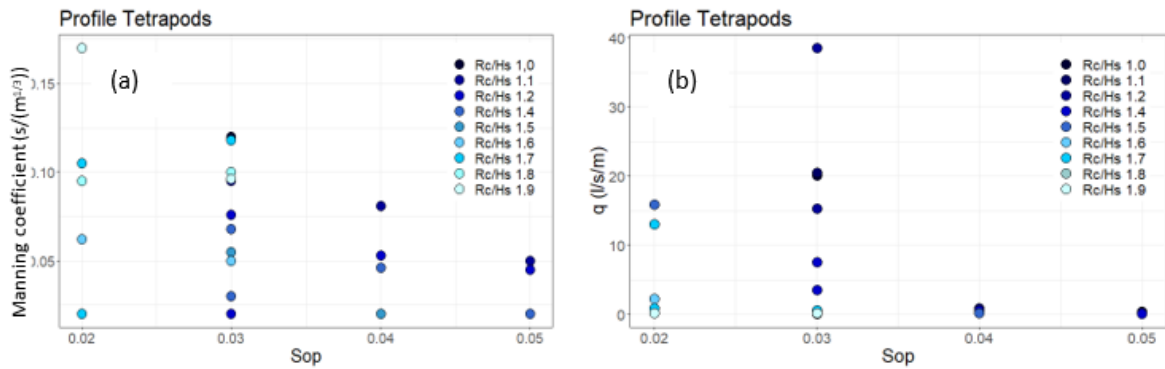 Profile Tetrapods
Manning coefficient (s/(m1/3))
(a)
0.15
0.10
0.05
Rc/Hs 1,0
Rc/Hs 1.1
Rc/Hs 1.2
Rc/Hs 1.4
Rc/Hs 1.5
Rc/Hs 1.6
Rc/Hs 1.7
Rc/Hs 1.8
Rc/Hs 1.9
0.02 0.03 0.04 0.05
Sop
Profile Tetrapods
q (l/s/m)
(b)
40
30
20
10
0
Rc/Hs 1.0
Rc/Hs 1.1
Rc/Hs 1.2
Rc/Hs 1.4
Rc/Hs 1.5
Rc/Hs 1.6
Rc/Hs 1.7
Rc/Hs 1.8
Rc/Hs 1.9
0.02 0.03 0.04 0.05
Sop